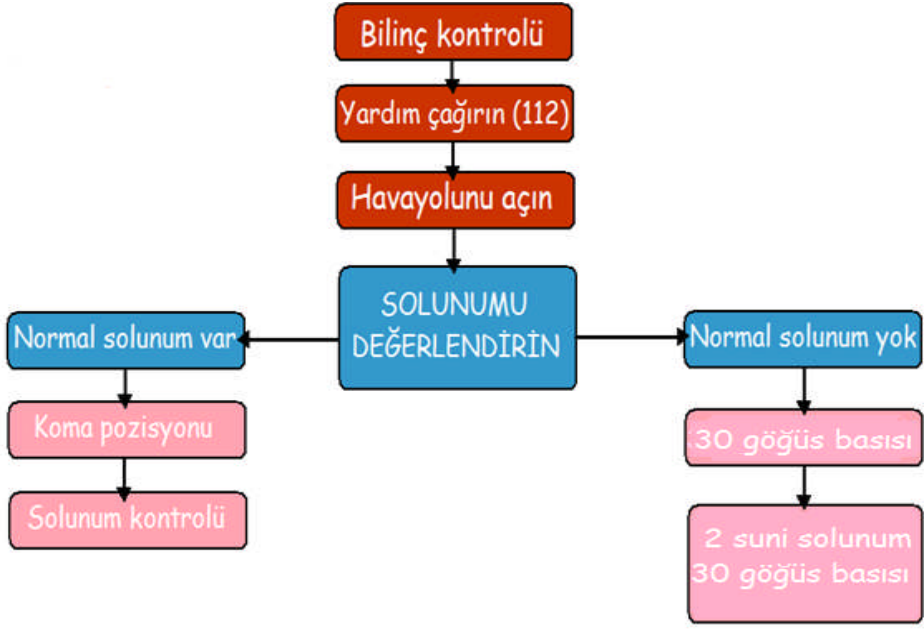 Bilinç kontrolü
Yardım çağırın (112)
Havayolunu açın
SOLUNUMU
DEĞERLENDİRİN
Normal solunum var
Koma pozisyonu
Solunum kontrolü
Normal solunum yok
30 göğüs basısı
2 suni solunum
30 göğüs basısı